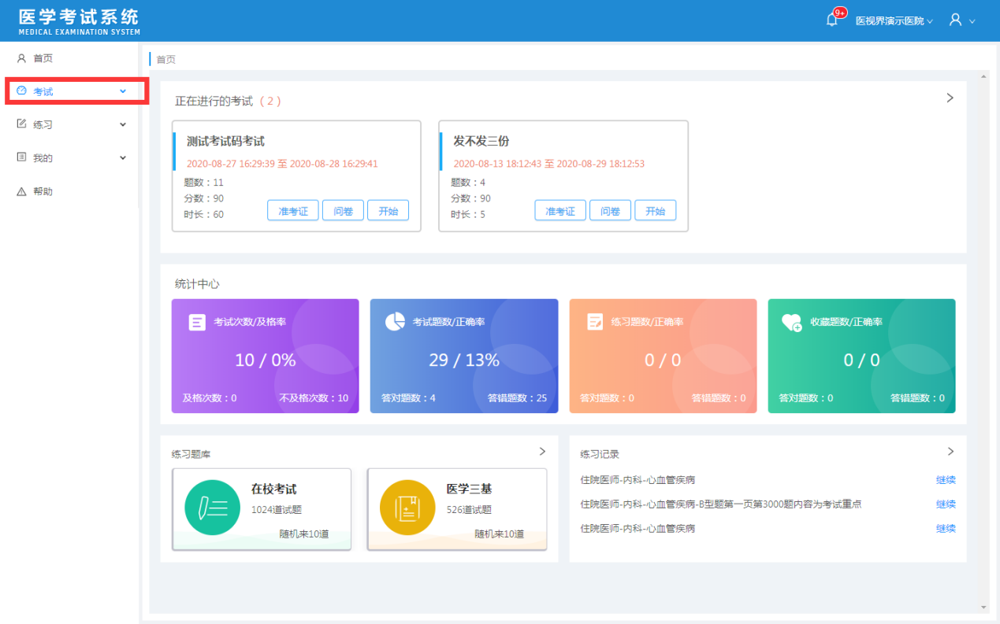 医学考试系统
MEDICAL EXAMINATION SYSTEM
9+
医视界演示医院
首页
考试
练习
我的
帮助
首页
正在进行的考试 ( 2 )
测试考试码考试
2020-08-27 16:29:39 至 2020-08-28 16:29:41
题数：11
分数：90
时长：60
准考证 问卷 开始
发不发三份
2020-08-13 18:12:43 至 2020-08-29 18:12:53
题数：4
分数：90
时长：5
准考证 问卷 开始
统计中心
考试次数/及格率
10 / 0%
及格次数：0 不及格次数：10
考试题数/正确率
29 / 13%
答对题数：4 答错题数：25
练习题数/正确率
0 / 0
答对题数：0 答错题数：0
收藏题数/正确率
0 / 0
答对题数：0 答错题数：0
练习题库
在校考试
1024道试题
随机来10道
医学三基
526道试题
随机来10道
练习记录
住院医师-内科-心血管疾病 继续
住院医师-内科-心血管疾病-B型题第一页第3000题内容为考试重点 继续
住院医师-内科-心血管疾病 继续